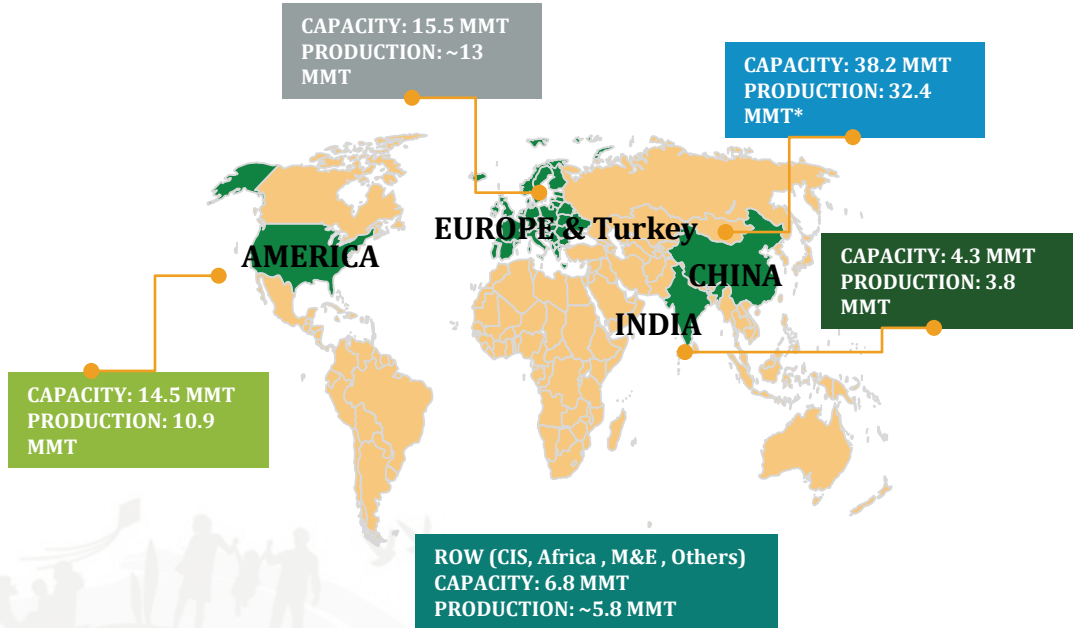 CAPACITY: 15.5 MMT
PRODUCTION: ~13
MMT
CAPACITY: 38.2 MMT
PRODUCTION: 32.4
MMT*
EUROPE & Turkey
AMERICA
CHINA
CAPACITY: 4.3 MMT
PRODUCTION: 3.8
MMT
INDIA
CAPACITY: 14.5 MMT
PRODUCTION: 10.9
MMT
ROW (CIS, Africa , M&E , Others)
CAPACITY: 6.8 MMT
PRODUCTION: ~5.8 MMT